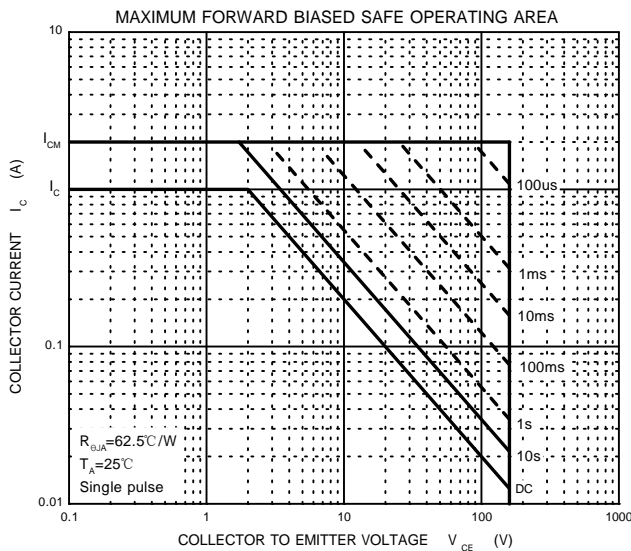 MAXIMUM FORWARD BIASED SAFE OPERATING AREA
10
I_CM
I_C
0.1
0.01
COLLECTOR CURRENT I_C (A)
100us
1ms
10ms
100ms
1s
10s
DC
R_ΘJA=62.5℃/W
T_A=25℃
Single pulse
0.1
1
10
100
1000
COLLECTOR TO EMITTER VOLTAGE V_CE (V)